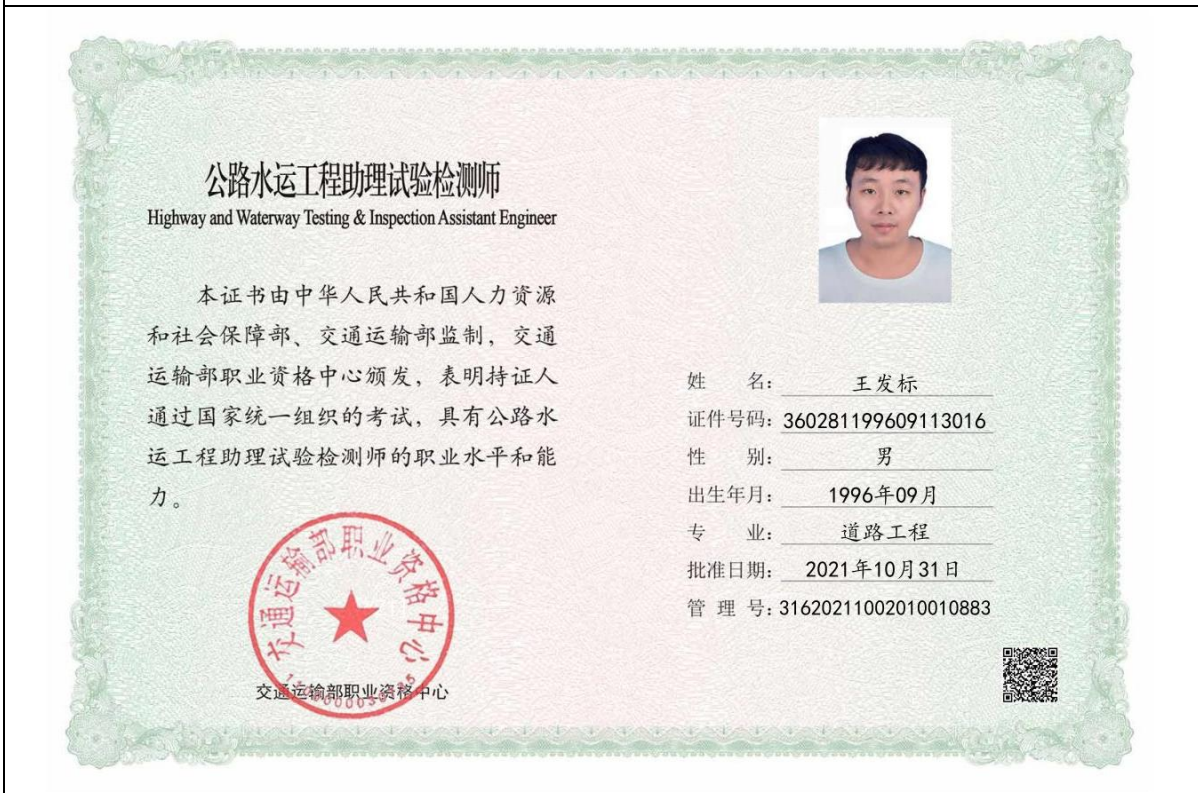 公路水运工程助理试验检测师
Highway and Waterway Testing & Inspection Assistant Engineer
本证书由中华人民共和国人力资源
和社会保障部、交通运输部监制，交通
运输部职业资格中心颁发，表明持证人
通过国家统一组织的考试，具有公路水
运工程助理试验检测师的职业水平和能
力。
交通运输部职业资格中心
交通运输部职业资格中心
姓 名： 王发标
证件号码： 360281199609113016
性 别： 男
出生年月： 1996年09月
专 业： 道路工程
批准日期： 2021年10月31日
管 理 号： 31620211002010010883